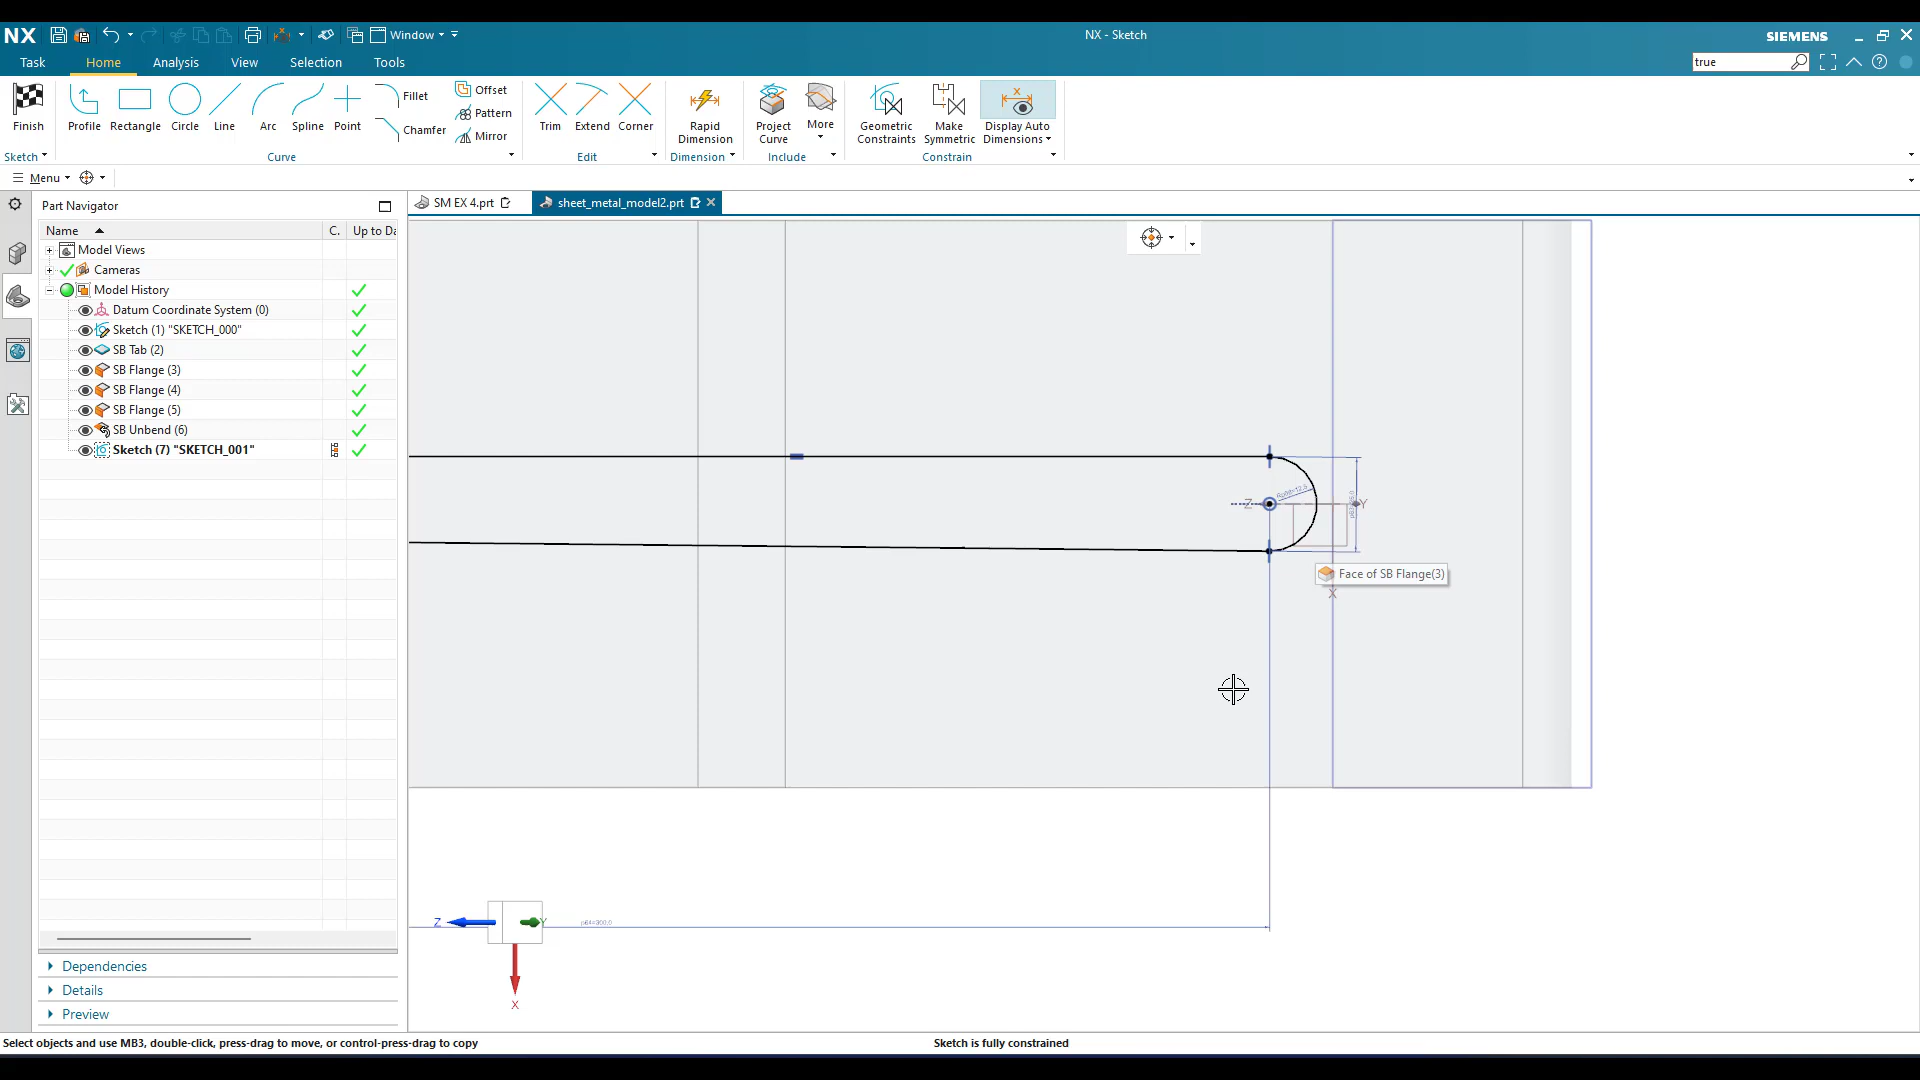 NX
Window
NX - Sketch
SIEMENS
Task
Home
Analysis
View
Selection
Tools
true
Finish
Profile
Rectangle
Circle
Line
Arc
Spline
Point
Fillet
Chamfer
Offset
Pattern
Mirror
Trim
Extend
Corner
Rapid
Dimension
Project
Curve
More
Geometric
Constraints
Make
Symmetric
Display Auto
Dimensions
Sketch
Curve
Edit
Dimension
Include
Constrain
Menu
Part Navigator
SM EX 4.prt
sheet_metal_model2.prt
Name
C.
Up to Da
Model Views
Cameras
Model History
Datum Coordinate System (0)
Sketch (1) "SKETCH_000"
SB Tab (2)
SB Flange (3)
SB Flange (4)
SB Flange (5)
SB Unbend (6)
Sketch (7) "SKETCH_001"
Z
Y
Face of SB Flange(3)
X
Z
Y
p64=300.0
X
Dependencies
Details
Preview
Select objects and use MB3, double-click, press-drag to move, or control-press-drag to copy
Sketch is fully constrained